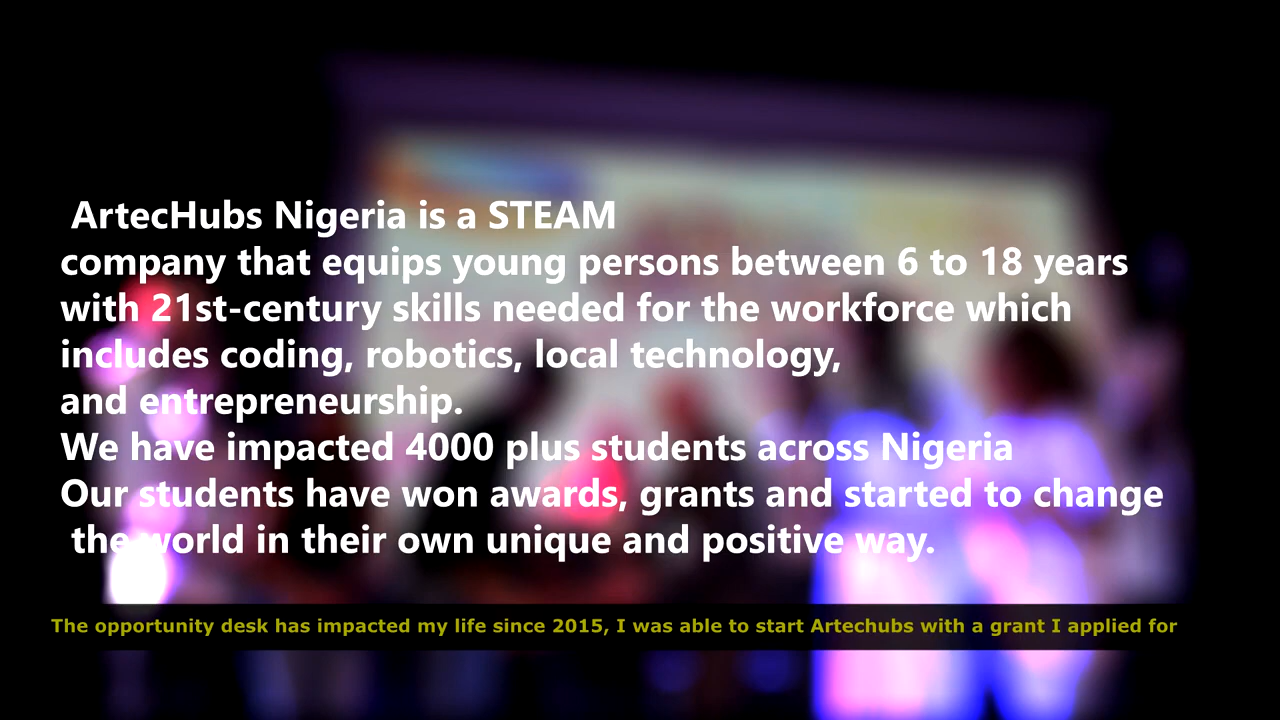 ArtecHubs Nigeria is a STEAM
company that equips young persons between 6 to 18 years
with 21st-century skills needed for the workforce which
includes coding, robotics, local technology,
and entrepreneurship.
We have impacted 4000 plus students across Nigeria
Our students have won awards, grants and started to change
the world in their own unique and positive way.
The opportunity desk has impacted my life since 2015, I was able to start Artechubs with a grant I applied for